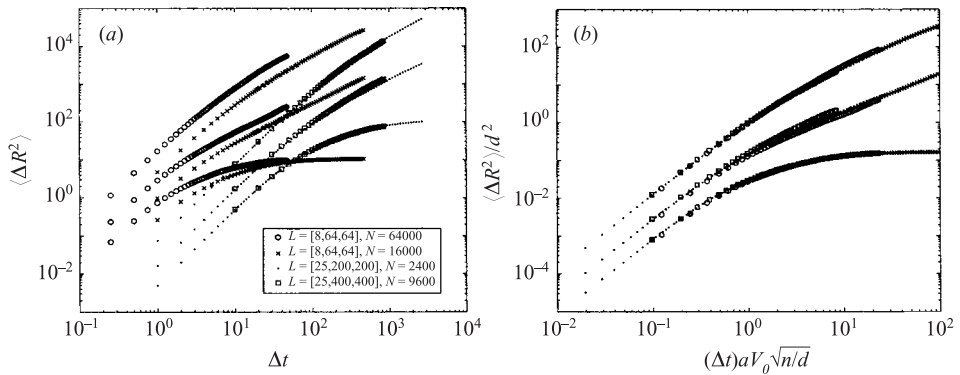 (a)
10^4
10^2
10^0
10^{-2}
⟨ΔR^2⟩
L = [8,64,64], N = 64000
L = [8,64,64], N = 16000
L = [25,200,200], N = 2400
L = [25,400,400], N = 9600
10^{-1} 10^0 10^1 10^2 10^3 10^4
Δt
(b)
10^2
10^0
10^{-2}
10^{-4}
⟨ΔR^2⟩/d^2
10^{-2} 10^{-1} 10^0 10^1 10^2
(Δt)aV_0√n/d